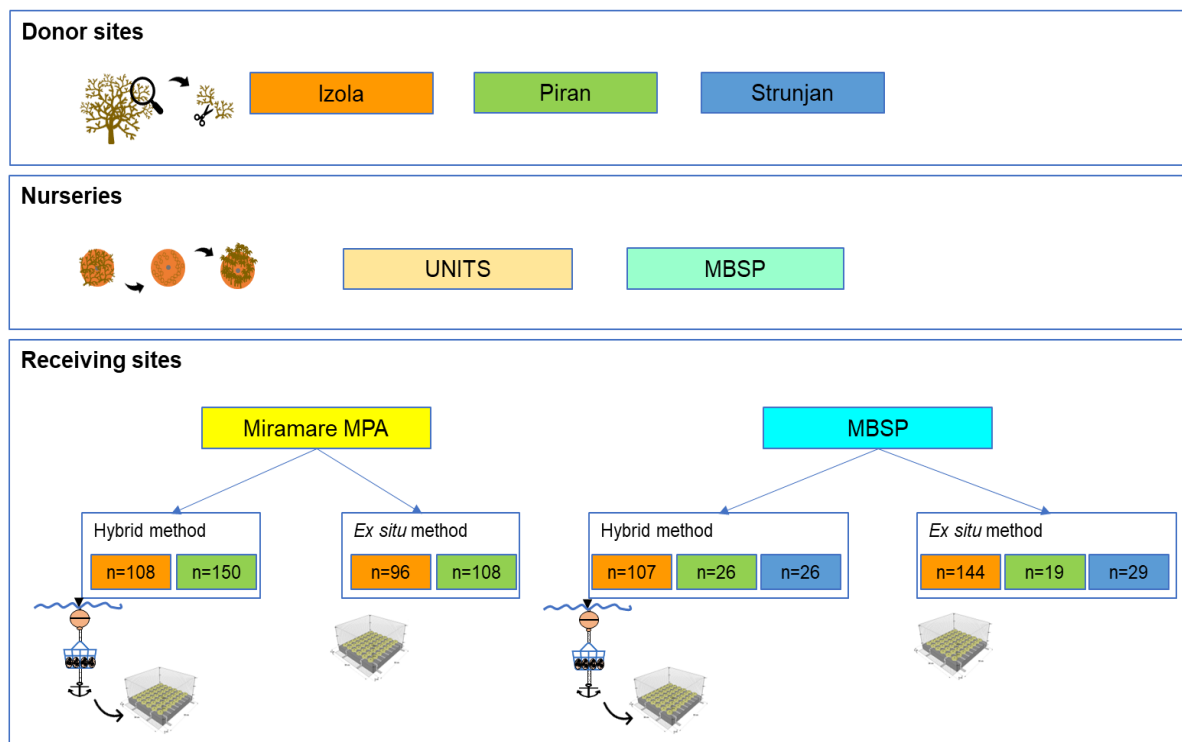 Donor sites
Izola
Piran
Strunjan
Nurseries
UNITS
MBSP
Receiving sites
Miramare MPA
MBSP
Hybrid method
n=108
n=150
Ex situ method
n=96
n=108
Hybrid method
n=107
n=26
n=26
Ex situ method
n=144
n=19
n=29